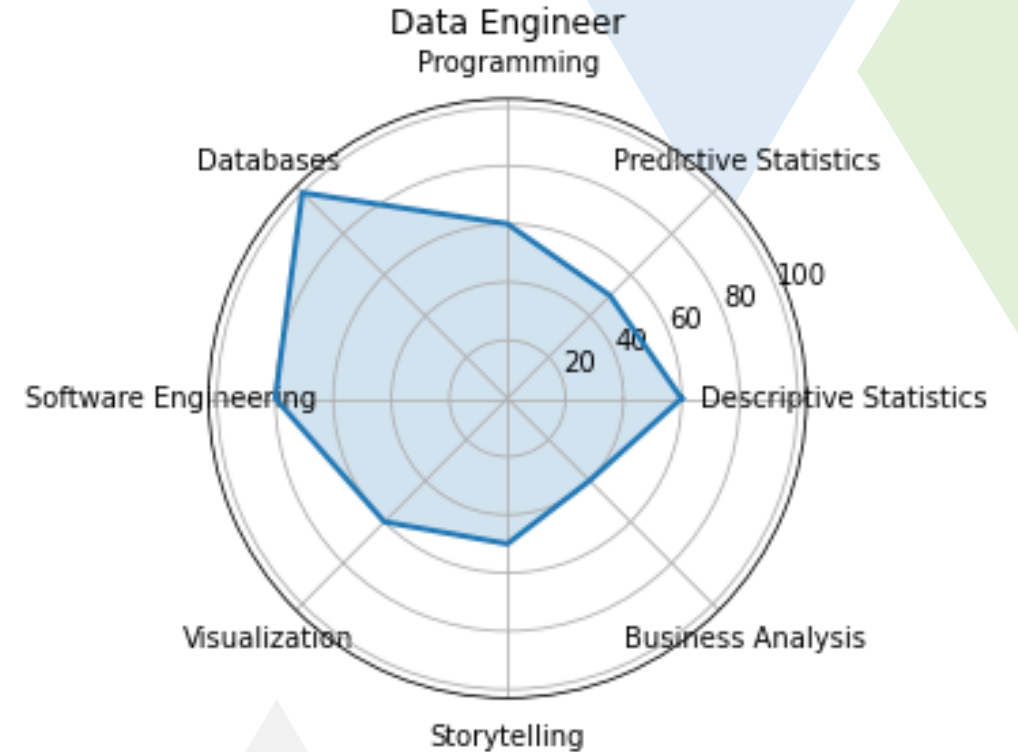 Data Engineer
Programming
Databases
Predictive Statistics
100
80
60
40
20
Software Engineering
Descriptive Statistics
Visualization
Business Analysis
Storytelling